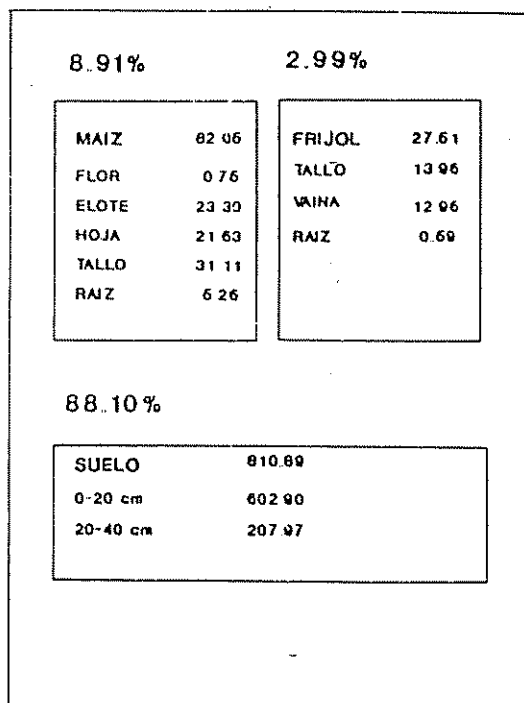 8.91%
2.99%
MAIZ 82.05
FLOR 0.75
ELOTE 23.30
HOJA 21.63
TALLO 31.11
RAIZ 5.26
FRIJOL 27.61
TALLO 13.96
VAINA 12.96
RAIZ 0.69
88.10%
SUELO 810.89
0-20 cm 602.90
20-40 cm 207.97